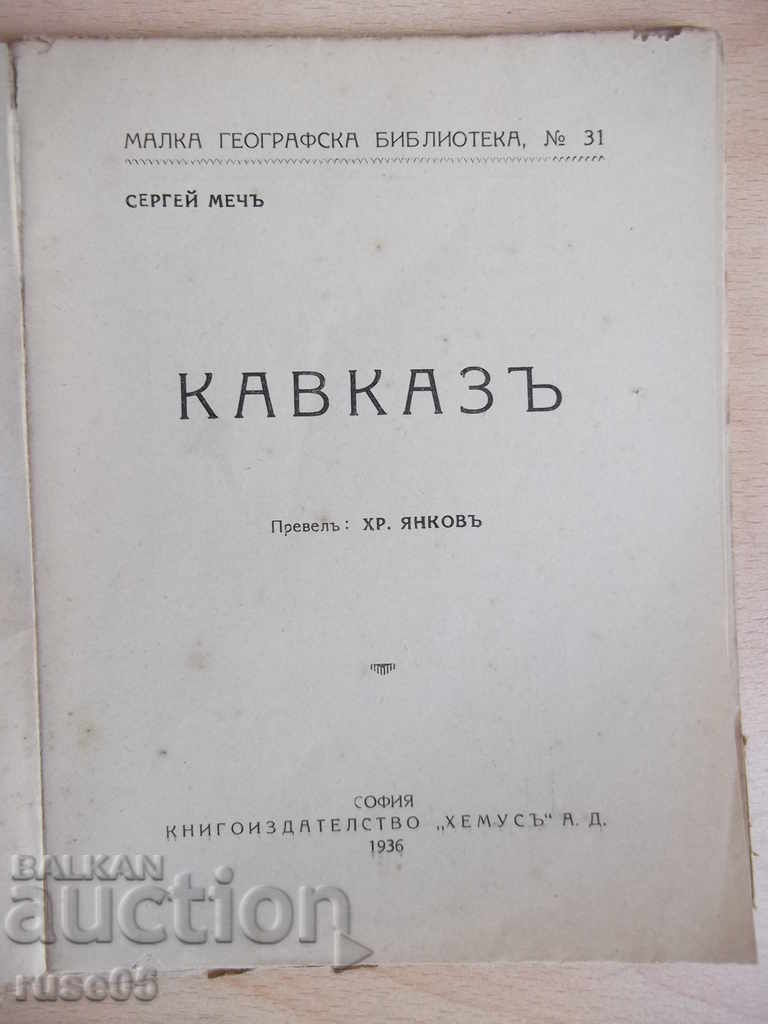 МАЛКА ГЕОГРАФСКА БИБЛИОТЕКА, № 31
СЕРГЕЙ МЕЧЪ
КАВКАЗЪ
Превелъ: ХР. ЯНКОВЪ
СОФИЯ
КНИГОИЗДАТЕЛСТВО „ХЕМУСЪ" А. Д.
1936
BALKAN
auction
ruse05